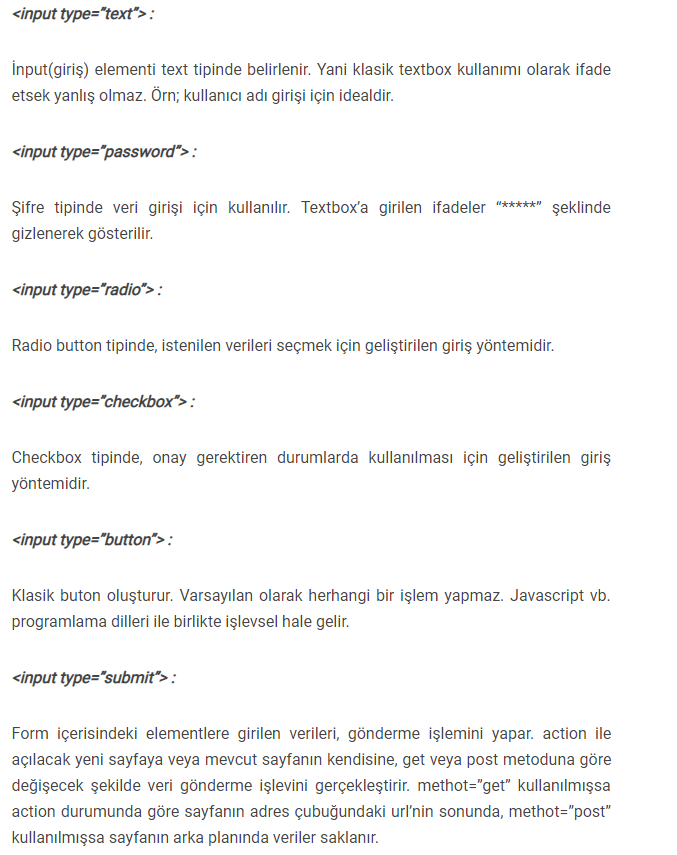 <input type=”text”> :
İnput(giriş) elementi text tipinde belirlenir. Yani klasik textbox kullanımı olarak ifade
etsek yanlış olmaz. Örn; kullanıcı adı girişi için idealdir.
<input type=”password”> :
Şifre tipinde veri girişi için kullanılır. Textbox’a girilen ifadeler “*****” şeklinde
gizlenerek gösterilir.
<input type=”radio”> :
Radio button tipinde, istenilen verileri seçmek için geliştirilen giriş yöntemidir.
<input type=”checkbox”> :
Checkbox tipinde, onay gerektiren durumlarda kullanılması için geliştirilen giriş
yöntemidir.
<input type=”button”> :
Klasik buton oluşturur. Varsayılan olarak herhangi bir işlem yapmaz. Javascript vb.
programlama dilleri ile birlikte işlevsel hale gelir.
<input type=”submit”> :
Form içerisindeki elementlere girilen verileri, gönderme işlemini yapar. action ile
açılacak yeni sayfaya veya mevcut sayfanın kendisine, get veya post metoduna göre
değişecek şekilde veri gönderme işlevini gerçekleştirir. methot=”get” kullanılmışsa
action durumunda göre sayfanın adres çubuğundaki url’nin sonunda, methot=”post”
kullanılmışsa sayfanın arka planında veriler saklanır.